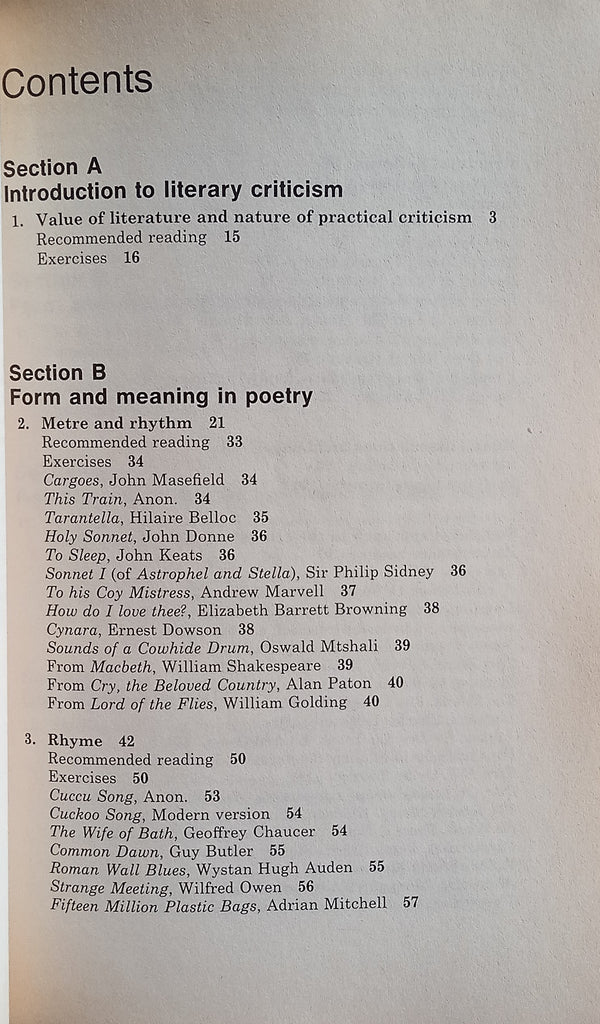 Contents
Section A
Introduction to literary criticism
1. Value of literature and nature of practical criticism 3
Recommended reading 15
Exercises 16
Section B
Form and meaning in poetry
2. Metre and rhythm 21
Recommended reading 33
Exercises 34
Cargoes, John Masefield 34
This Train, Anon. 34
Tarantella, Hilaire Belloc 35
Holy Sonnet, John Donne 36
To Sleep, John Keats 36
Sonnet I (of Astrophel and Stella), Sir Philip Sidney 36
To his Coy Mistress, Andrew Marvell 37
How do I love thee?, Elizabeth Barrett Browning 38
Cynara, Ernest Dowson 38
Sounds of a Cowhide Drum, Oswald Mtshali 39
From Macbeth, William Shakespeare 39
From Cry, the Beloved Country, Alan Paton 40
From Lord of the Flies, William Golding 40
3. Rhyme 42
Recommended reading 50
Exercises 50
Cuccu Song, Anon. 53
Cuckoo Song, Modern version 54
The Wife of Bath, Geoffrey Chaucer 54
Common Dawn, Guy Butler 55
Roman Wall Blues, Wystan Hugh Auden 55
Strange Meeting, Wilfred Owen 56
Fifteen Million Plastic Bags, Adrian Mitchell 57